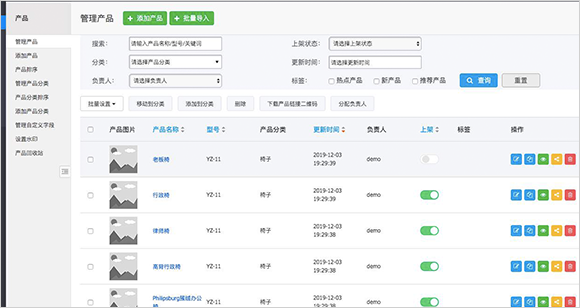 产品
管理产品
添加产品
产品排序
管理产品分类
产品分类排序
添加产品分类
管理自定义字段
设置水印
产品回收站
管理产品 + 添加产品 + 批量导入
搜索: 请输入产品名称/型号/关键词 上架状态: 请选择上架状态
分类: 请选择产品分类 更新时间: 请选择更新时间
负责人: 请选择负责人 标签: 热点产品 新产品 推荐产品 查询 重置
批量设置 移动到分类 添加到分类 删除 下载产品链接二维码 分配负责人
产品图片 产品名称 型号 产品分类 更新时间 负责人 上架 标签 操作
老板椅 YZ-11 椅子 2019-12-03 19:29:39 demo
行政椅 YZ-11 椅子 2019-12-03 19:29:39 demo
律师椅 YZ-11 椅子 2019-12-03 19:29:38 demo
高背行政椅 YZ-11 椅子 2019-12-03 19:29:38 demo
Philipsburg簇绒办公椅 YZ-11 椅子 2019-12-03 demo